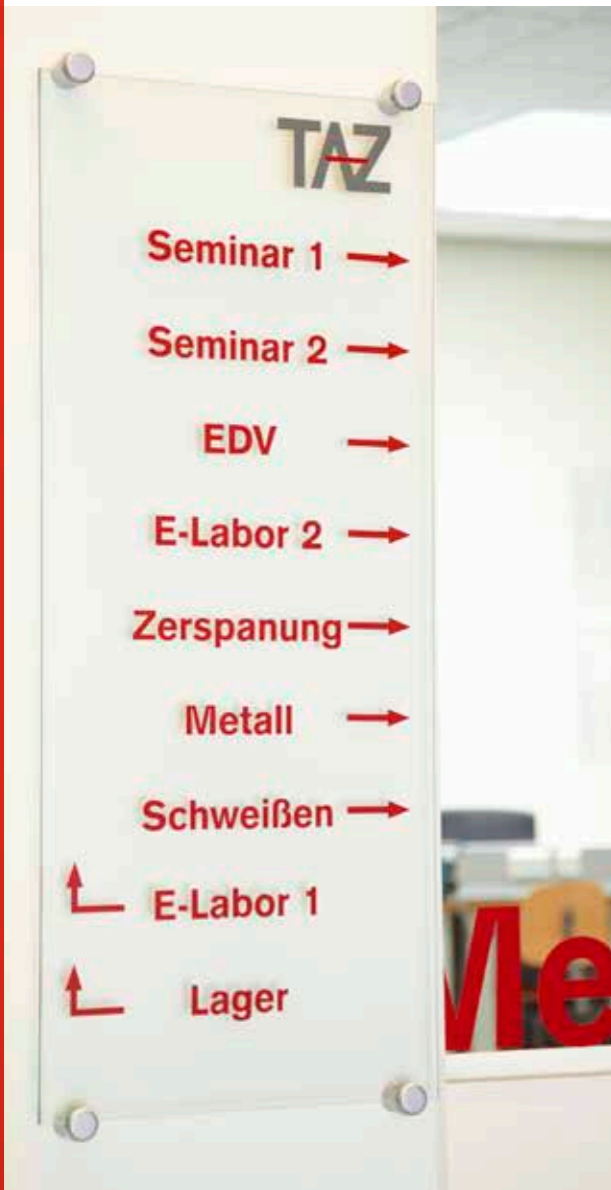 TAZ
Seminar 1
Seminar 2
EDV
E-Labor 2
Zerspanung
Metall
Schweißen
E-Labor 1
Lager
Me